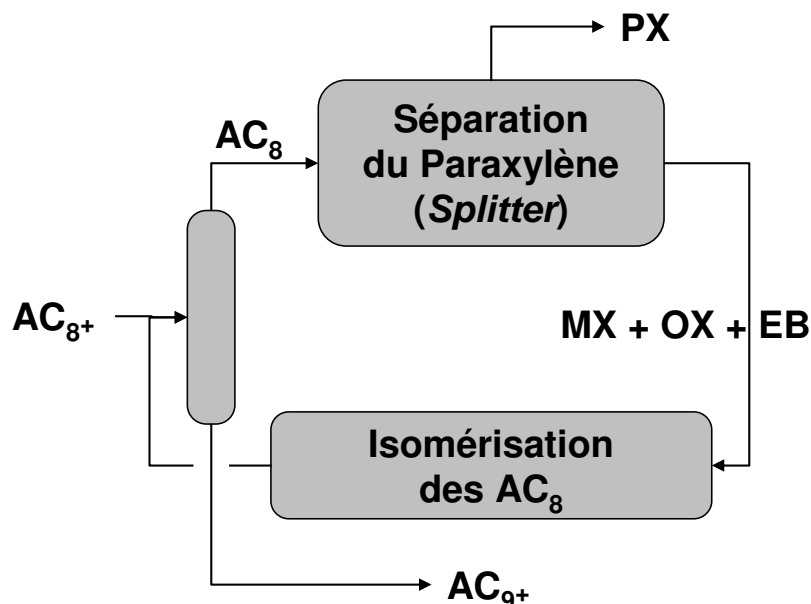 PX
AC₈
Séparation
du Paraxylène
(Splitter)
AC₈₊
MX + OX + EB
Isomérisation
des AC₈
AC₉₊